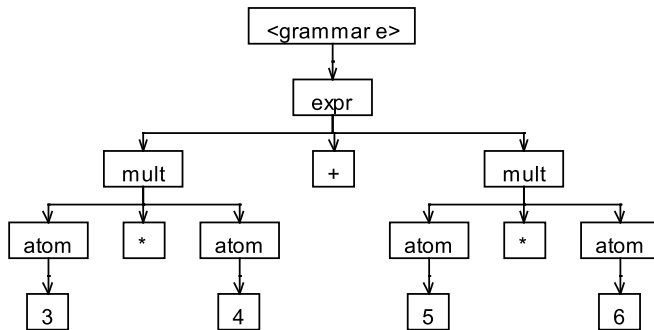 <grammar e>
expr
mult + mult
atom * atom atom * atom
3 4 5 6